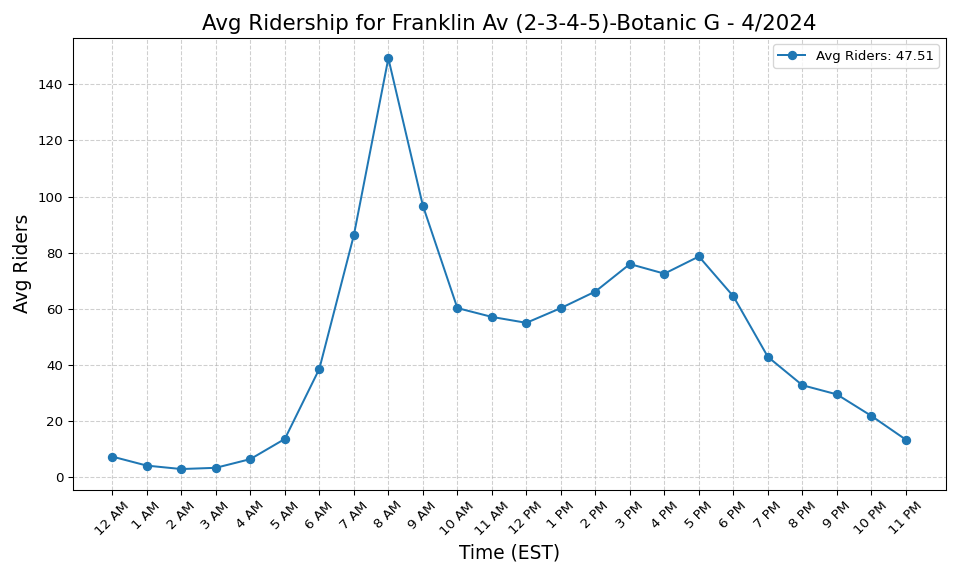 Avg Ridership for Franklin Av (2-3-4-5)-Botanic G - 4/2024
Avg Riders: 47.51
Avg Riders
140
120
100
80
60
40
20
0
12 AM
1 AM
2 AM
3 AM
4 AM
5 AM
6 AM
7 AM
8 AM
9 AM
10 AM
11 AM
12 PM
1 PM
2 PM
3 PM
4 PM
5 PM
6 PM
7 PM
8 PM
9 PM
10 PM
11 PM
Time (EST)